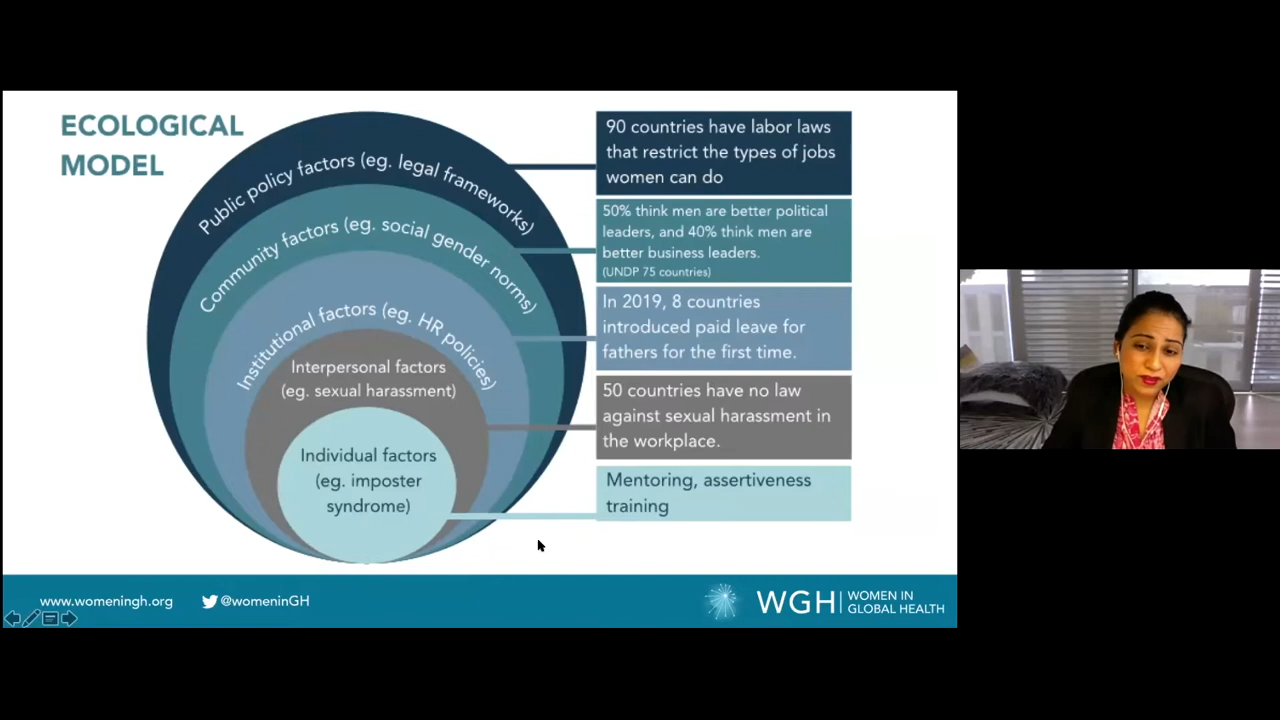 ECOLOGICAL
MODEL
Public policy factors (eg. legal frameworks)
Community factors (eg. social gender norms)
Institutional factors (eg. HR policies)
Interpersonal factors
(eg. sexual harassment)
Individual factors
(eg. imposter
syndrome)
90 countries have labor laws
that restrict the types of jobs
women can do
50% think men are better political
leaders, and 40% think men are
better business leaders.
(UNDP 75 countries)
In 2019, 8 countries
introduced paid leave for
fathers for the first time.
50 countries have no law
against sexual harassment in
the workplace.
Mentoring, assertiveness
training
www.womeningh.org
@womeninGH
WGH
WOMEN IN
GLOBAL HEALTH